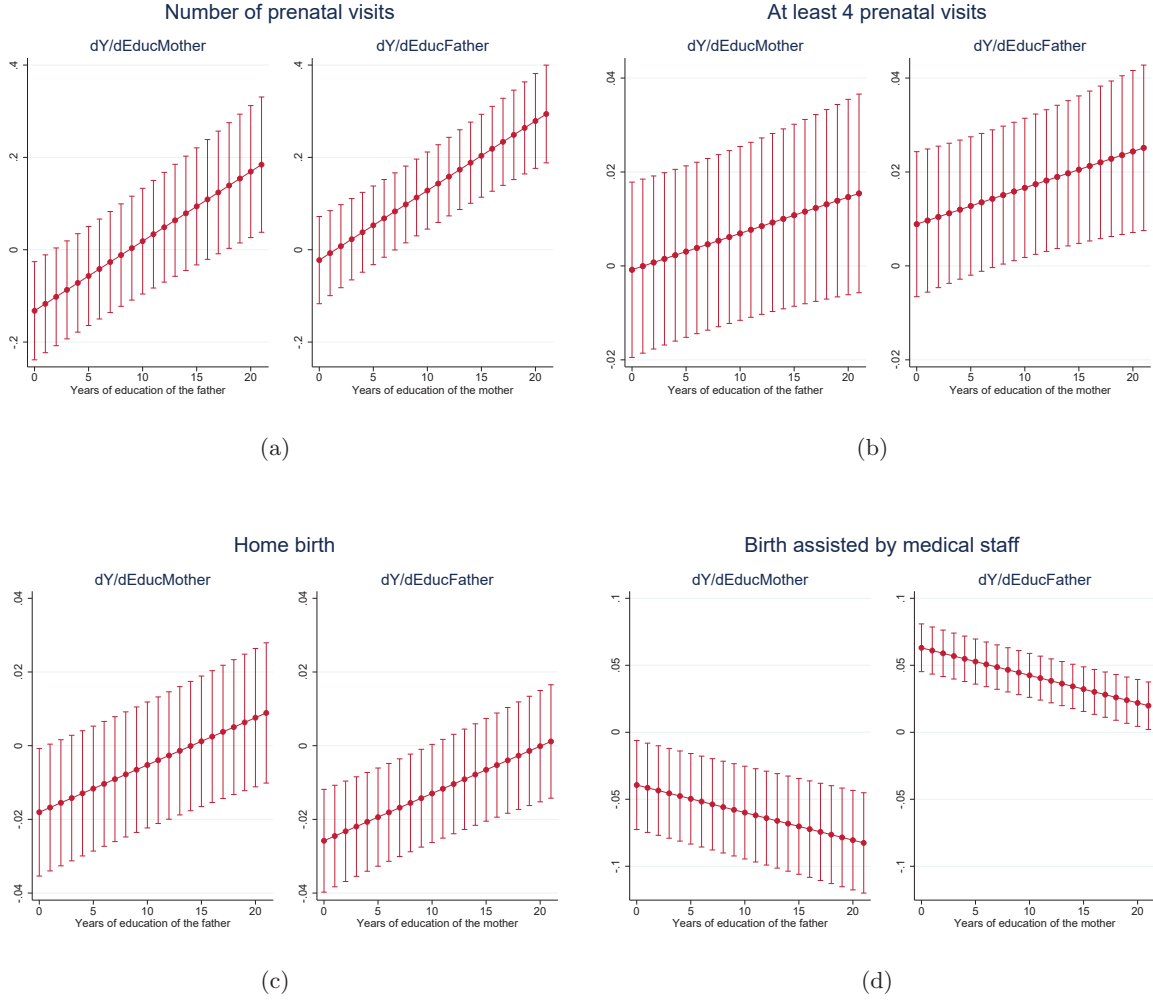 Number of prenatal visits
dY/dEducMother
.4
.2
0
-.2
0 5 10 15 20
Years of education of the father
dY/dEducFather
.4
.2
0
-.2
0 5 10 15 20
Years of education of the mother
(a)
At least 4 prenatal visits
dY/dEducMother
.04
.02
0
-.02
0 5 10 15 20
Years of education of the father
dY/dEducFather
.04
.02
0
-.02
0 5 10 15 20
Years of education of the mother
(b)
Home birth
dY/dEducMother
.04
.02
0
-.02
-.04
0 5 10 15 20
Years of education of the father
dY/dEducFather
.04
.02
0
-.02
-.04
0 5 10 15 20
Years of education of the mother
(c)
Birth assisted by medical staff
dY/dEducMother
.1
.05
0
-.05
-.1
0 5 10 15 20
Years of education of the father
dY/dEducFather
.1
.05
0
-.05
-.1
0 5 10 15 20
Years of education of the mother
(d)